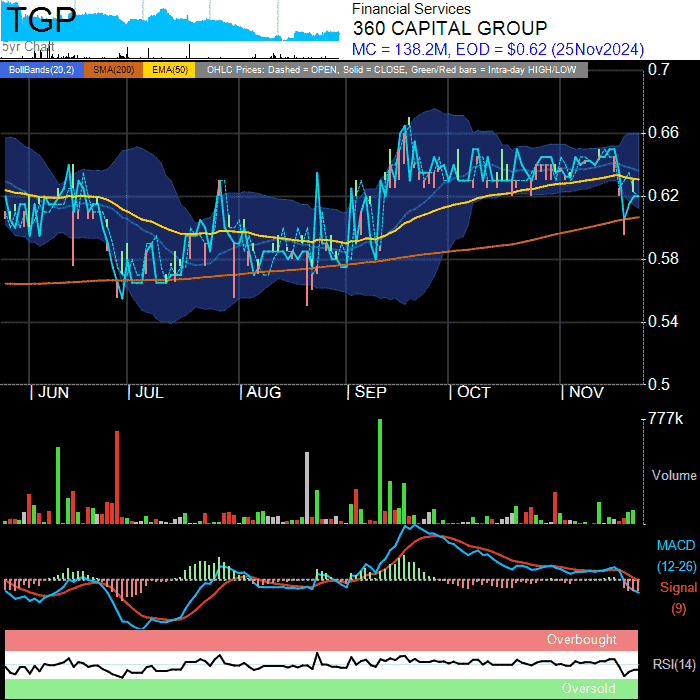 TGP
5yr Chart
Financial Services
360 CAPITAL GROUP
MC = 138.2M, EOD = $0.62 (25Nov2024)
BollBands(20,2) SMA(200) EMA(50) OHLC Prices: Dashed = OPEN, Solid = CLOSE, Green/Red bars = Intra-day HIGH/LOW
0.7
0.66
0.62
0.58
0.54
0.5
| JUN | JUL | AUG | SEP | OCT | NOV
777k
Volume
MACD
(12-26)
Signal
(9)
Overbought
RSI(14)
Oversold